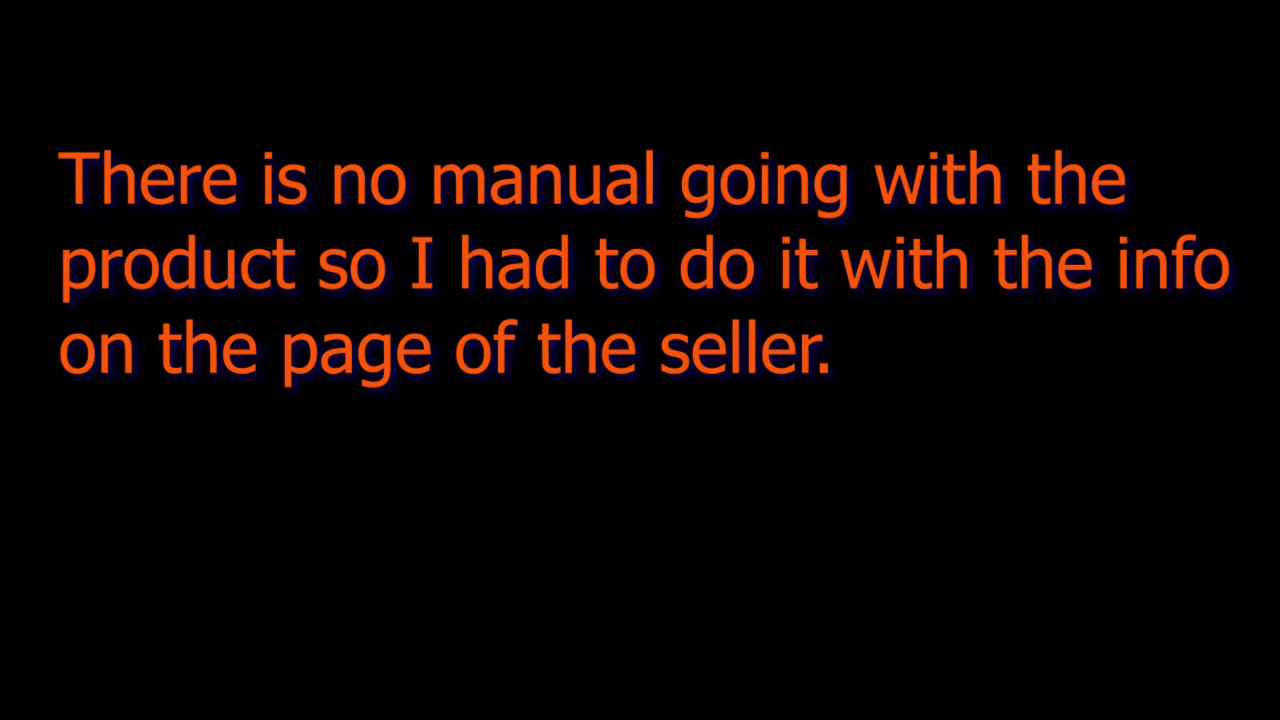 There is no manual going with the
product so I had to do it with the info
on the page of the seller.